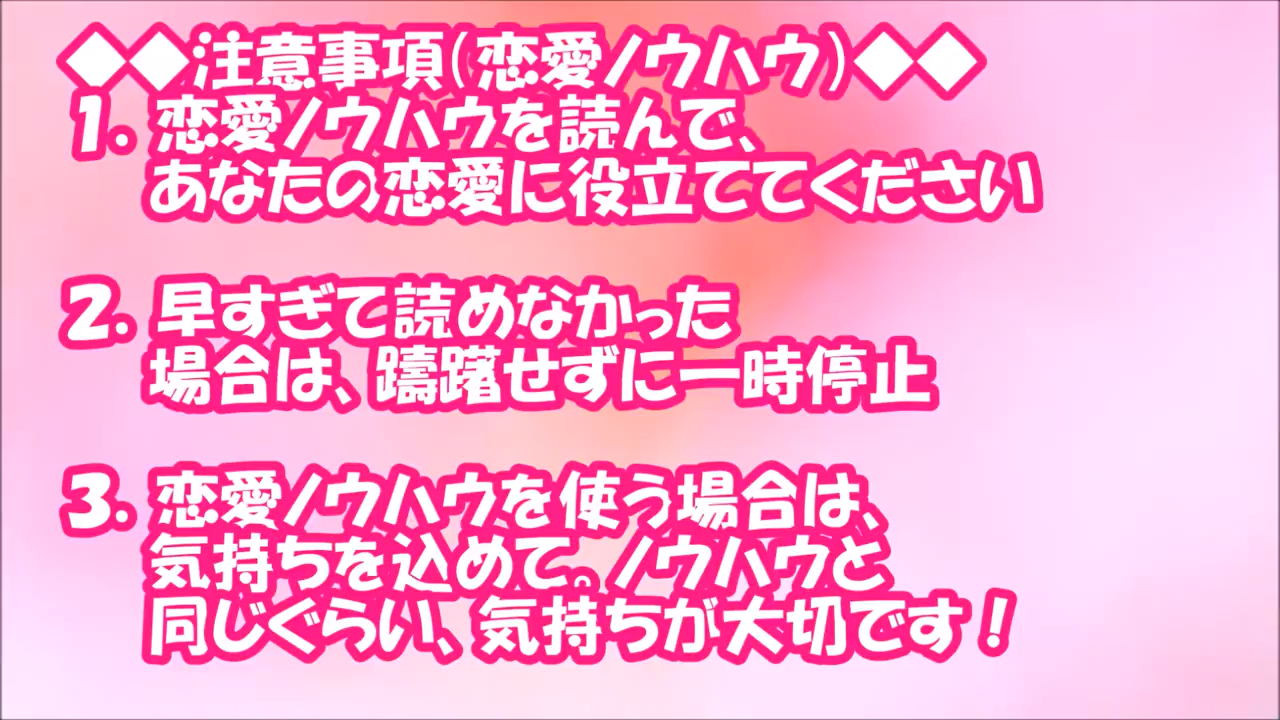 ◆◆注意事項(恋愛ノウハウ)◆◆
1. 恋愛ノウハウを読んで、
あなたの恋愛に役立ててください
2. 早すぎて読めなかった
場合は、躊躇せずに一時停止
3. 恋愛ノウハウを使う場合は、
気持ちを込めて。ノウハウと
同じぐらい、気持ちが大切です！